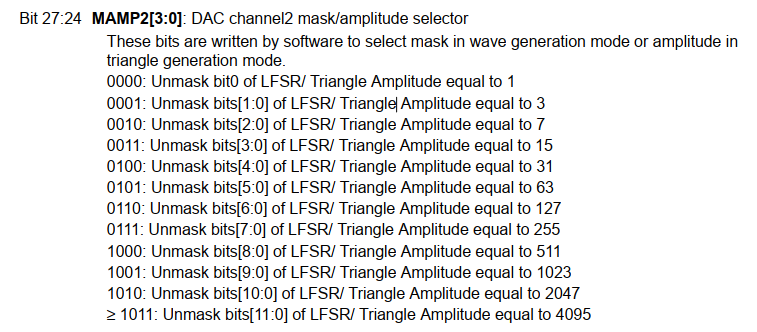 Bit 27:24 MAMP2[3:0]: DAC channel2 mask/amplitude selector
These bits are written by software to select mask in wave generation mode or amplitude in
triangle generation mode.
0000: Unmask bit0 of LFSR/ Triangle Amplitude equal to 1
0001: Unmask bits[1:0] of LFSR/ Triangle Amplitude equal to 3
0010: Unmask bits[2:0] of LFSR/ Triangle Amplitude equal to 7
0011: Unmask bits[3:0] of LFSR/ Triangle Amplitude equal to 15
0100: Unmask bits[4:0] of LFSR/ Triangle Amplitude equal to 31
0101: Unmask bits[5:0] of LFSR/ Triangle Amplitude equal to 63
0110: Unmask bits[6:0] of LFSR/ Triangle Amplitude equal to 127
0111: Unmask bits[7:0] of LFSR/ Triangle Amplitude equal to 255
1000: Unmask bits[8:0] of LFSR/ Triangle Amplitude equal to 511
1001: Unmask bits[9:0] of LFSR/ Triangle Amplitude equal to 1023
1010: Unmask bits[10:0] of LFSR/ Triangle Amplitude equal to 2047
≥ 1011: Unmask bits[11:0] of LFSR/ Triangle Amplitude equal to 4095